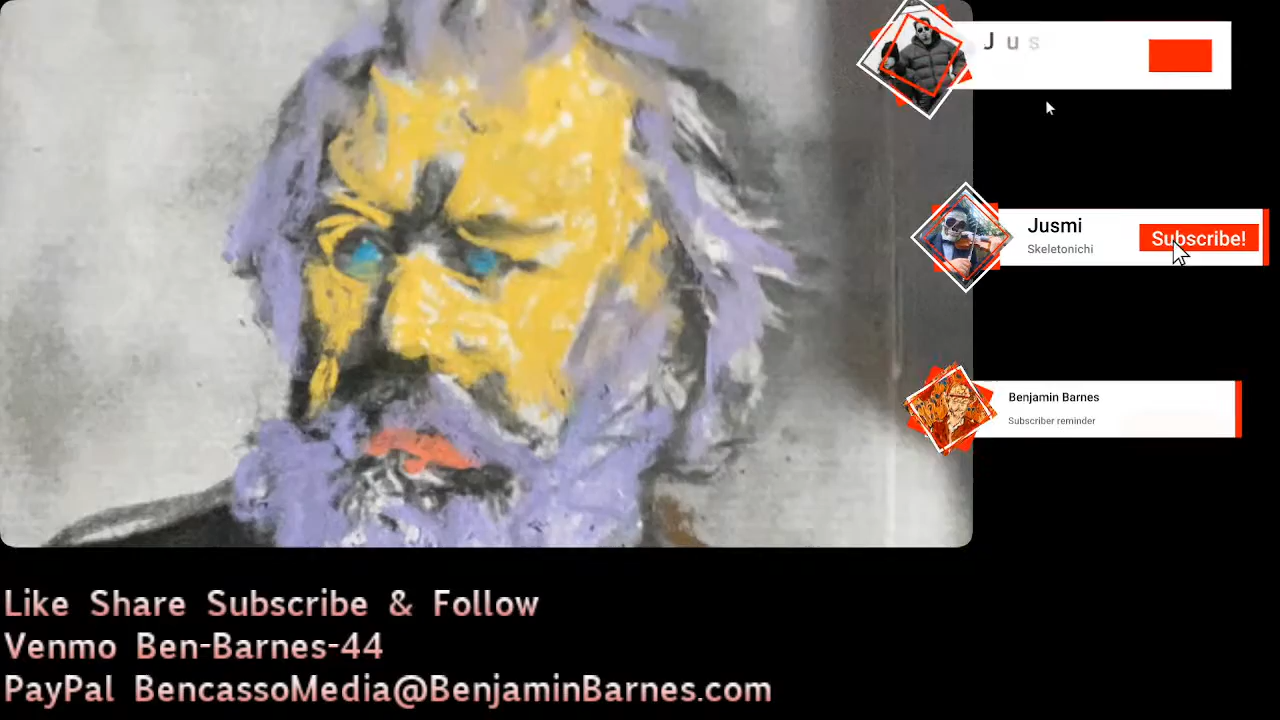 Jus
Jusmi
Skeletonichi
Subscribe!
Benjamin Barnes
Subscriber reminder
Like Share Subscribe & Follow
Venmo Ben-Barnes-44
PayPal BencassoMedia@BenjaminBarnes.com